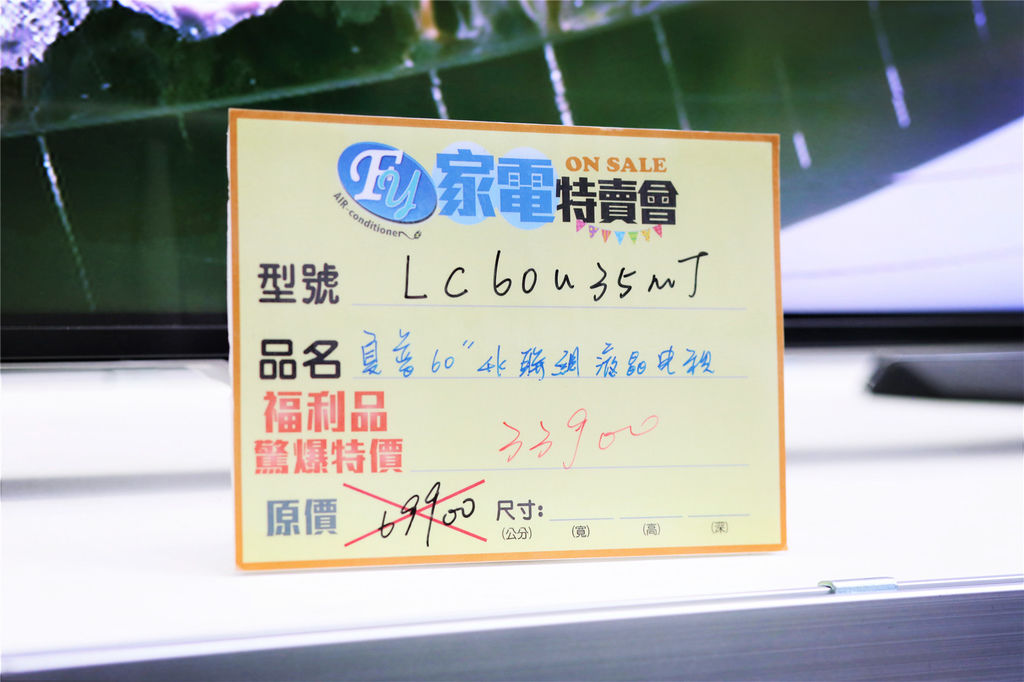 Fy 家電 ON SALE
特賣會
AIR-conditioner
型號 LC60u35MJ
品名 夏普60"4k聯網液晶电視
福利品
驚爆特價 33900
原價 69900 尺寸:
(公分) (寬) (高) (深)